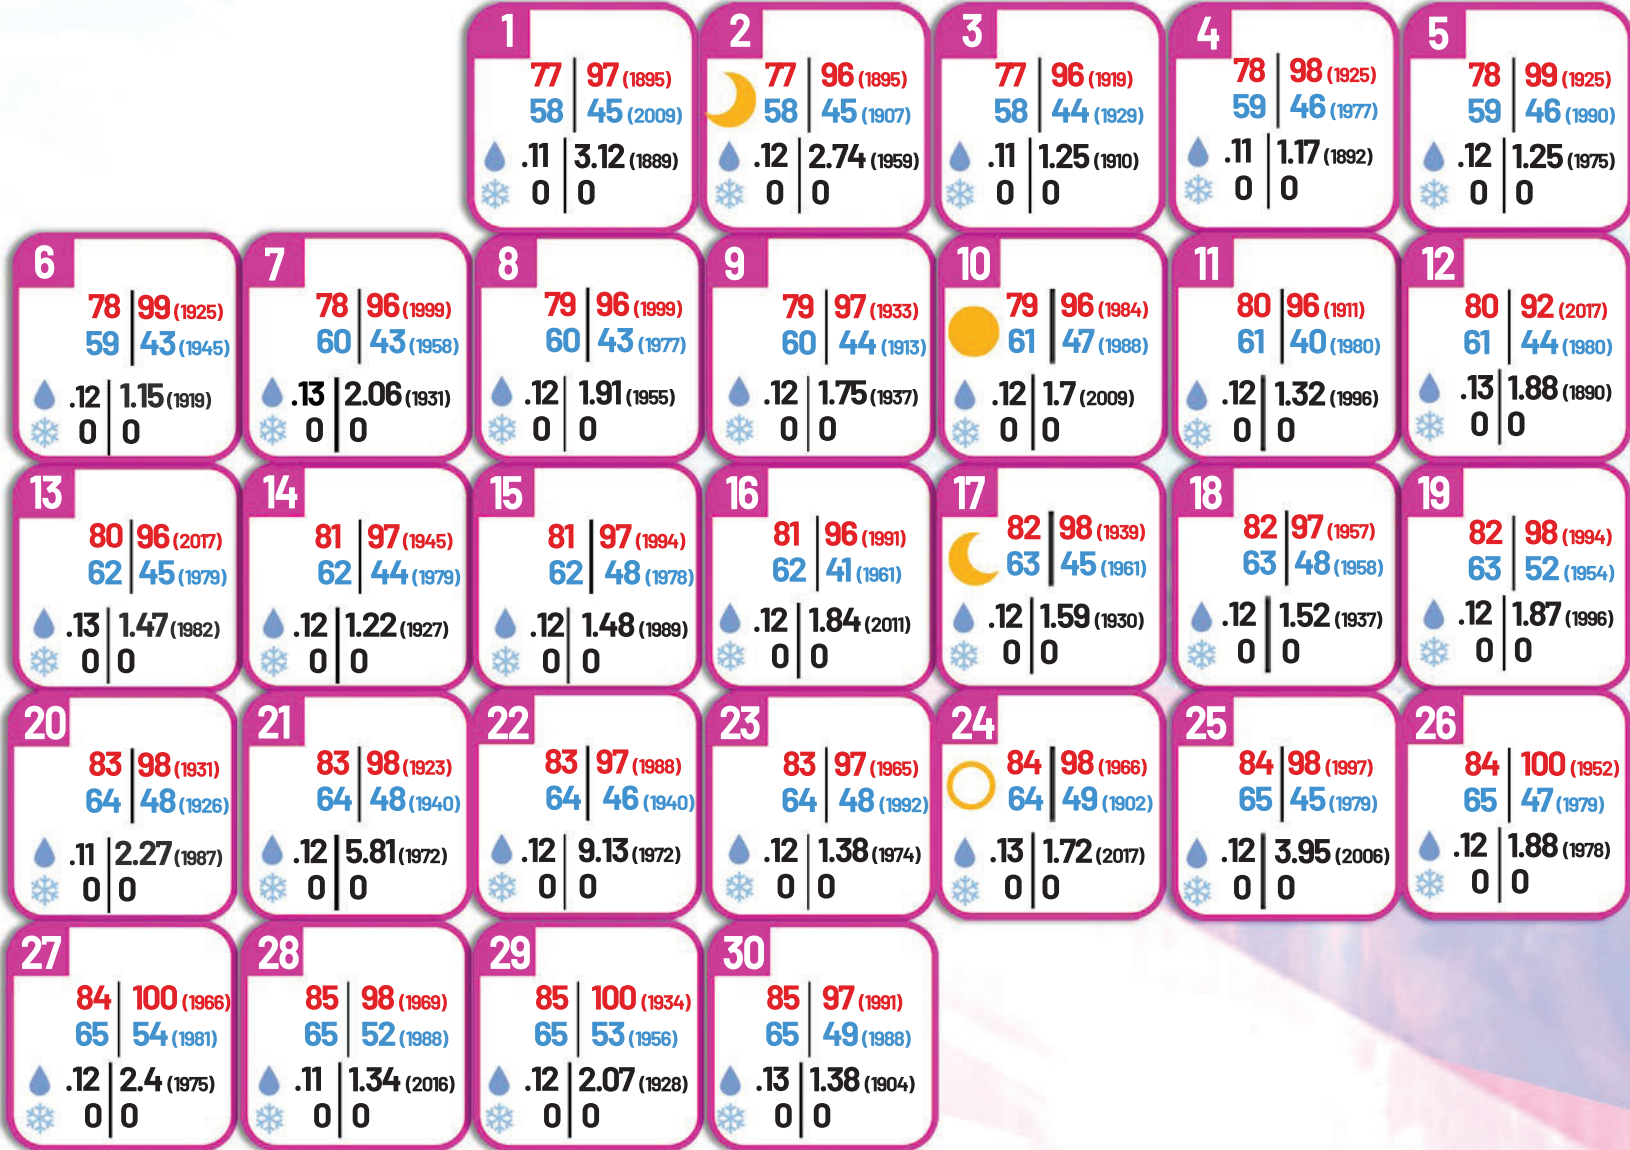 1
77 97 (1895)
58 45 (2009)
.11 3.12 (1889)
0 0
2
77 96 (1895)
58 45 (1907)
.12 2.74 (1959)
0 0
3
77 96 (1919)
58 44 (1929)
.11 1.25 (1910)
0 0
4
78 98 (1925)
59 46 (1977)
.11 1.17 (1892)
0 0
5
78 99 (1925)
59 46 (1990)
.12 1.25 (1975)
0 0
6
78 99 (1925)
59 43 (1945)
.12 1.15 (1919)
0 0
7
78 96 (1999)
60 43 (1958)
.13 2.06 (1931)
0 0
8
79 96 (1999)
60 43 (1977)
.12 1.91 (1955)
0 0
9
79 97 (1933)
60 44 (1913)
.12 1.75 (1937)
0 0
10
79 96 (1984)
61 47 (1988)
.12 1.7 (2009)
0 0
11
80 96 (1911)
61 40 (1980)
.12 1.32 (1996)
0 0
12
80 92 (2017)
61 44 (1980)
.13 1.88 (1890)
0 0
13
80 96 (2017)
62 45 (1979)
.13 1.47 (1982)
0 0
14
81 97 (1945)
62 44 (1979)
.12 1.22 (1927)
0 0
15
81 97 (1994)
62 48 (1978)
.12 1.48 (1989)
0 0
16
81 96 (1991)
62 41 (1961)
.12 1.84 (2011)
0 0
17
82 98 (1939)
63 45 (1961)
.12 1.59 (1930)
0 0
18
82 97 (1957)
63 48 (1958)
.12 1.52 (1937)
0 0
19
82 98 (1994)
63 52 (1954)
.12 1.87 (1996)
0 0
20
83 98 (1931)
64 48 (1926)
.11 2.27 (1987)
0 0
21
83 98 (1923)
64 48 (1940)
.12 5.81 (1972)
0 0
22
83 97 (1988)
64 46 (1940)
.12 9.13 (1972)
0 0
23
83 97 (1965)
64 48 (1992)
.12 1.38 (1974)
0 0
24
84 98 (1966)
64 49 (1902)
.13 1.72 (2017)
0 0
25
84 98 (1997)
65 45 (1979)
.12 3.95 (2006)
0 0
26
84 100 (1952)
65 47 (1979)
.12 1.88 (1978)
0 0
27
84 100 (1966)
65 54 (1981)
.12 2.4 (1975)
0 0
28
85 98 (1969)
65 52 (1988)
.11 1.34 (2016)
0 0
29
85 100 (1934)
65 53 (1956)
.12 2.07 (1928)
0 0
30
85 97 (1991)
65 49 (1988)
.13 1.38 (1904)
0 0